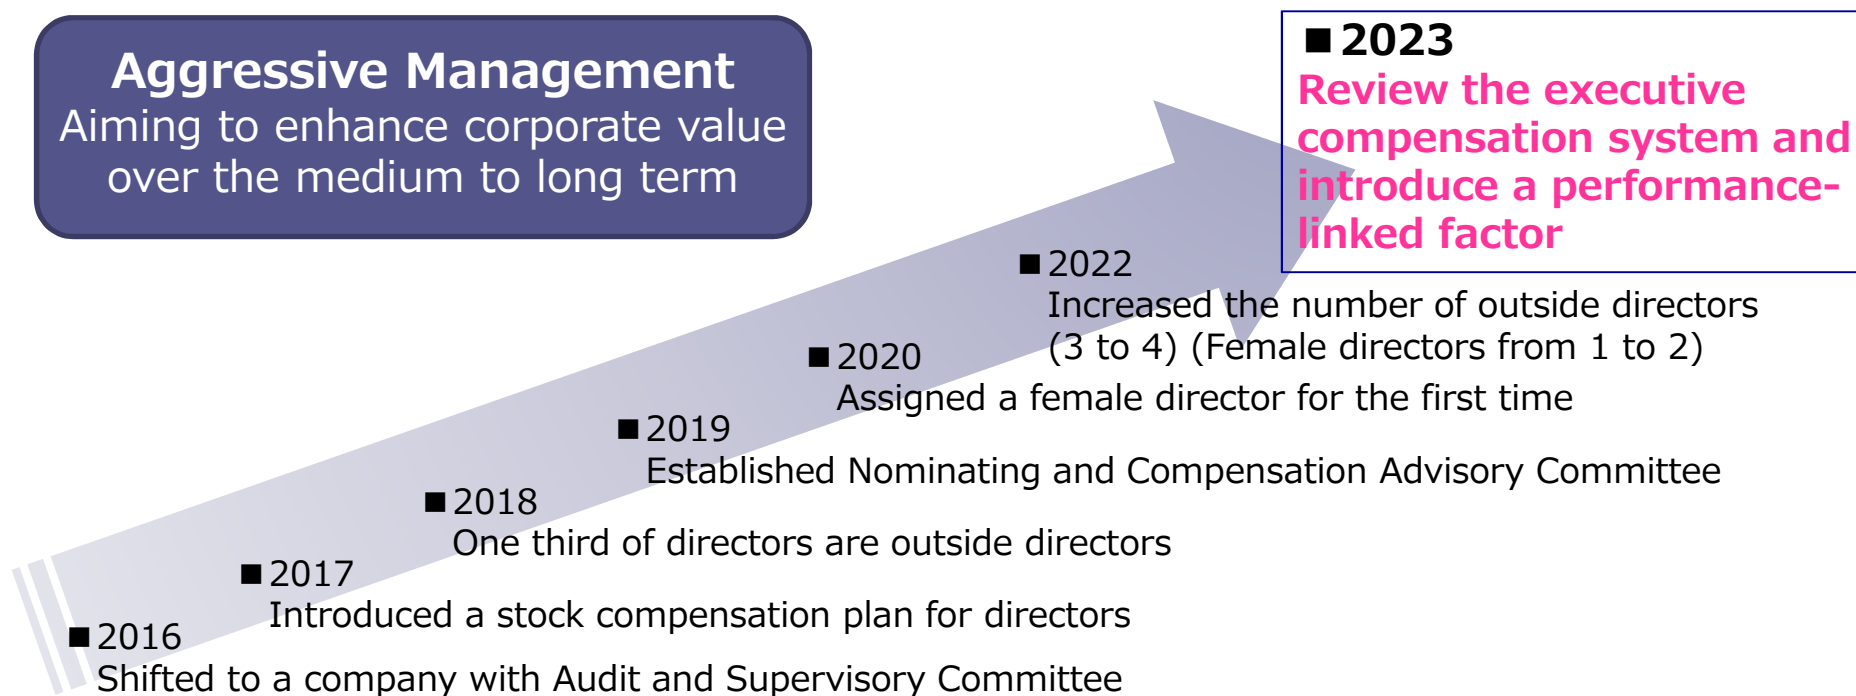 Aggressive Management
Aiming to enhance corporate value
over the medium to long term
■ 2023
Review the executive
compensation system and
introduce a performance-
linked factor
■ 2022
Increased the number of outside directors
(3 to 4) (Female directors from 1 to 2)
■ 2020
Assigned a female director for the first time
■ 2019
Established Nominating and Compensation Advisory Committee
■ 2018
One third of directors are outside directors
■ 2017
Introduced a stock compensation plan for directors
■ 2016
Shifted to a company with Audit and Supervisory Committee